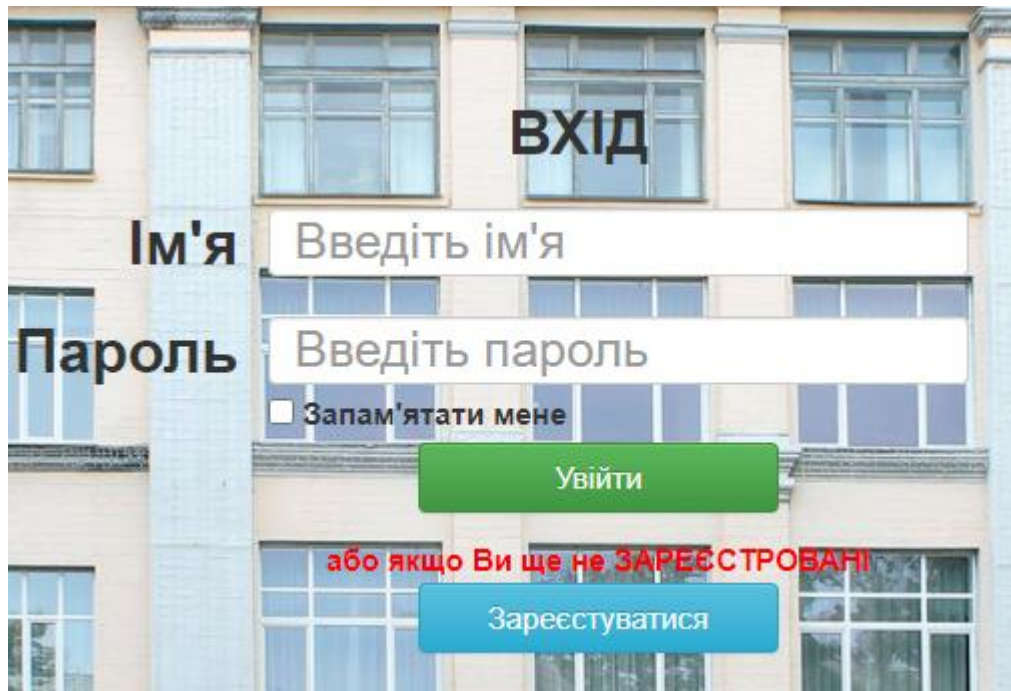 ВХІД
Ім'я Введіть ім'я
Пароль Введіть пароль
Запам'ятати мене
Увійти
або якщо Ви ще не ЗАРЕЄСТРОВАНІ
Зареєстуватися